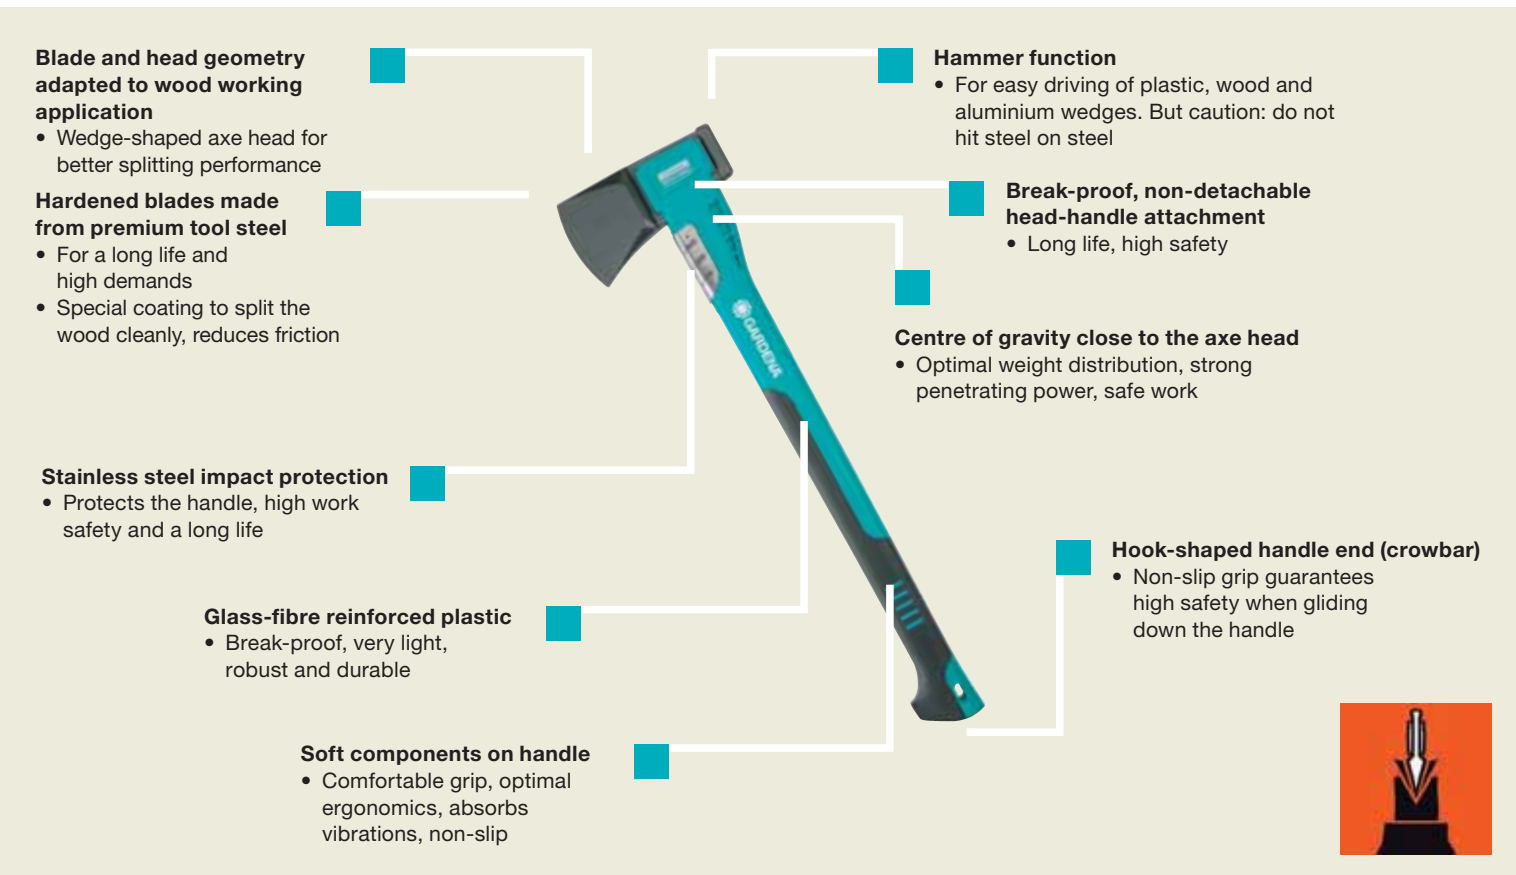 Blade and head geometry
adapted to wood working
application
• Wedge-shaped axe head for
better splitting performance
Hardened blades made
from premium tool steel
• For a long life and
high demands
• Special coating to split the
wood cleanly, reduces friction
Stainless steel impact protection
• Protects the handle, high work
safety and a long life
Glass-fibre reinforced plastic
• Break-proof, very light,
robust and durable
Soft components on handle
• Comfortable grip, optimal
ergonomics, absorbs
vibrations, non-slip
GARDENA
Hammer function
• For easy driving of plastic, wood and
aluminium wedges. But caution: do not
hit steel on steel
Break-proof, non-detachable
head-handle attachment
• Long life, high safety
Centre of gravity close to the axe head
• Optimal weight distribution, strong
penetrating power, safe work
Hook-shaped handle end (crowbar)
• Non-slip grip guarantees
high safety when gliding
down the handle